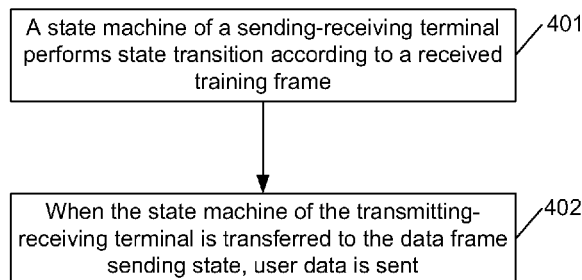 A state machine of a sending-receiving terminal
performs state transition according to a received
training frame
401
When the state machine of the transmitting-
receiving terminal is transferred to the data frame
sending state, user data is sent
402